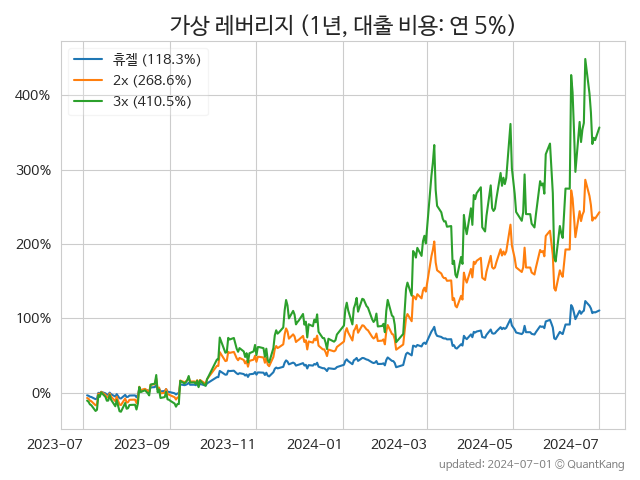 가상 레버리지 (1년, 대출 비용: 연 5%)
휴젤 (118.3%)
2x (268.6%)
3x (410.5%)
400%
300%
200%
100%
0%
2023-07 2023-09 2023-11 2024-01 2024-03 2024-05 2024-07
updated: 2024-07-01 © QuantKang